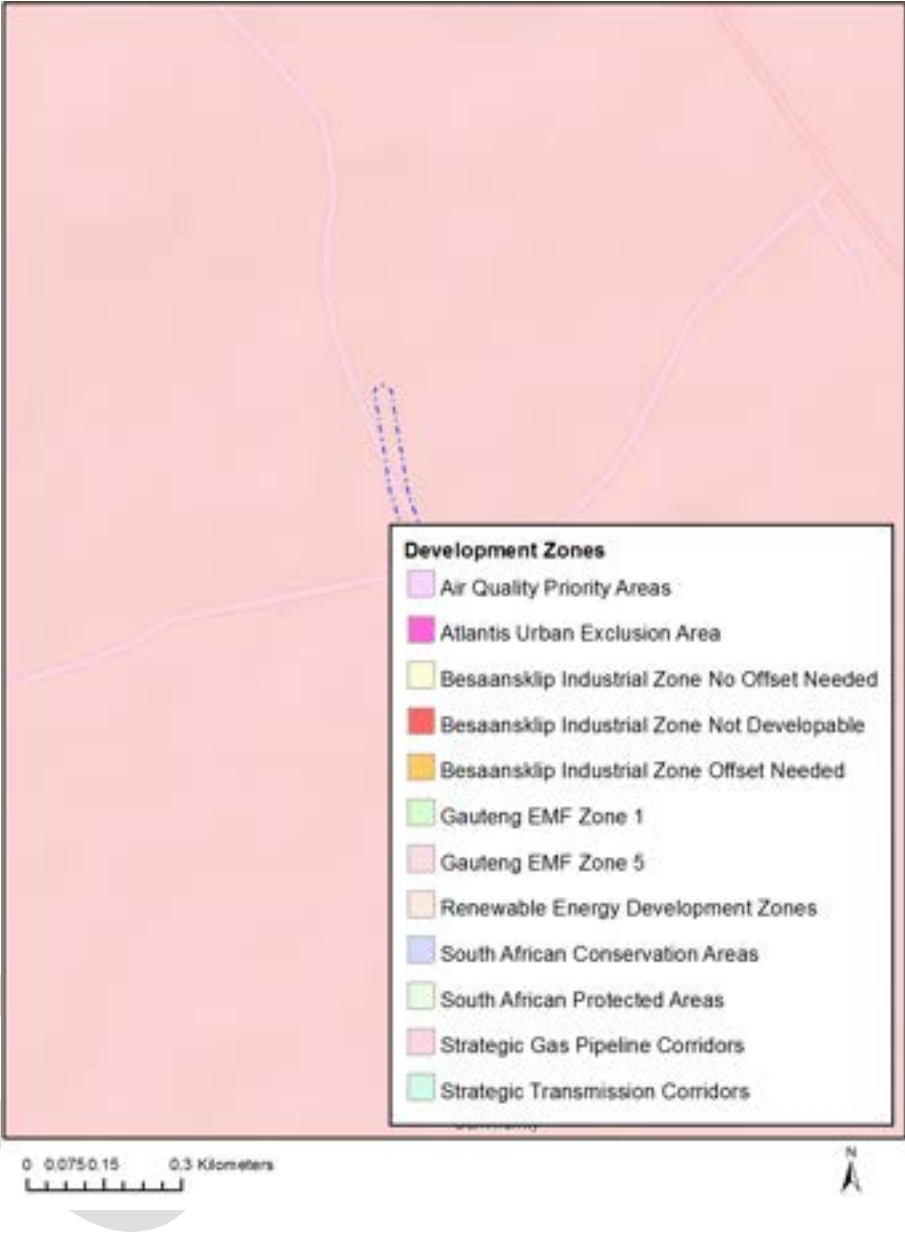 Development Zones
Air Quality Priority Areas
Atlantis Urban Exclusion Area
Besaansklip Industrial Zone No Offset Needed
Besaansklip Industrial Zone Not Developable
Besaansklip Industrial Zone Offset Needed
Gauteng EMF Zone 1
Gauteng EMF Zone 5
Renewable Energy Development Zones
South African Conservation Areas
South African Protected Areas
Strategic Gas Pipeline Corridors
Strategic Transmission Corridors
0 0,075 0,15 0,3 Kilometers
N